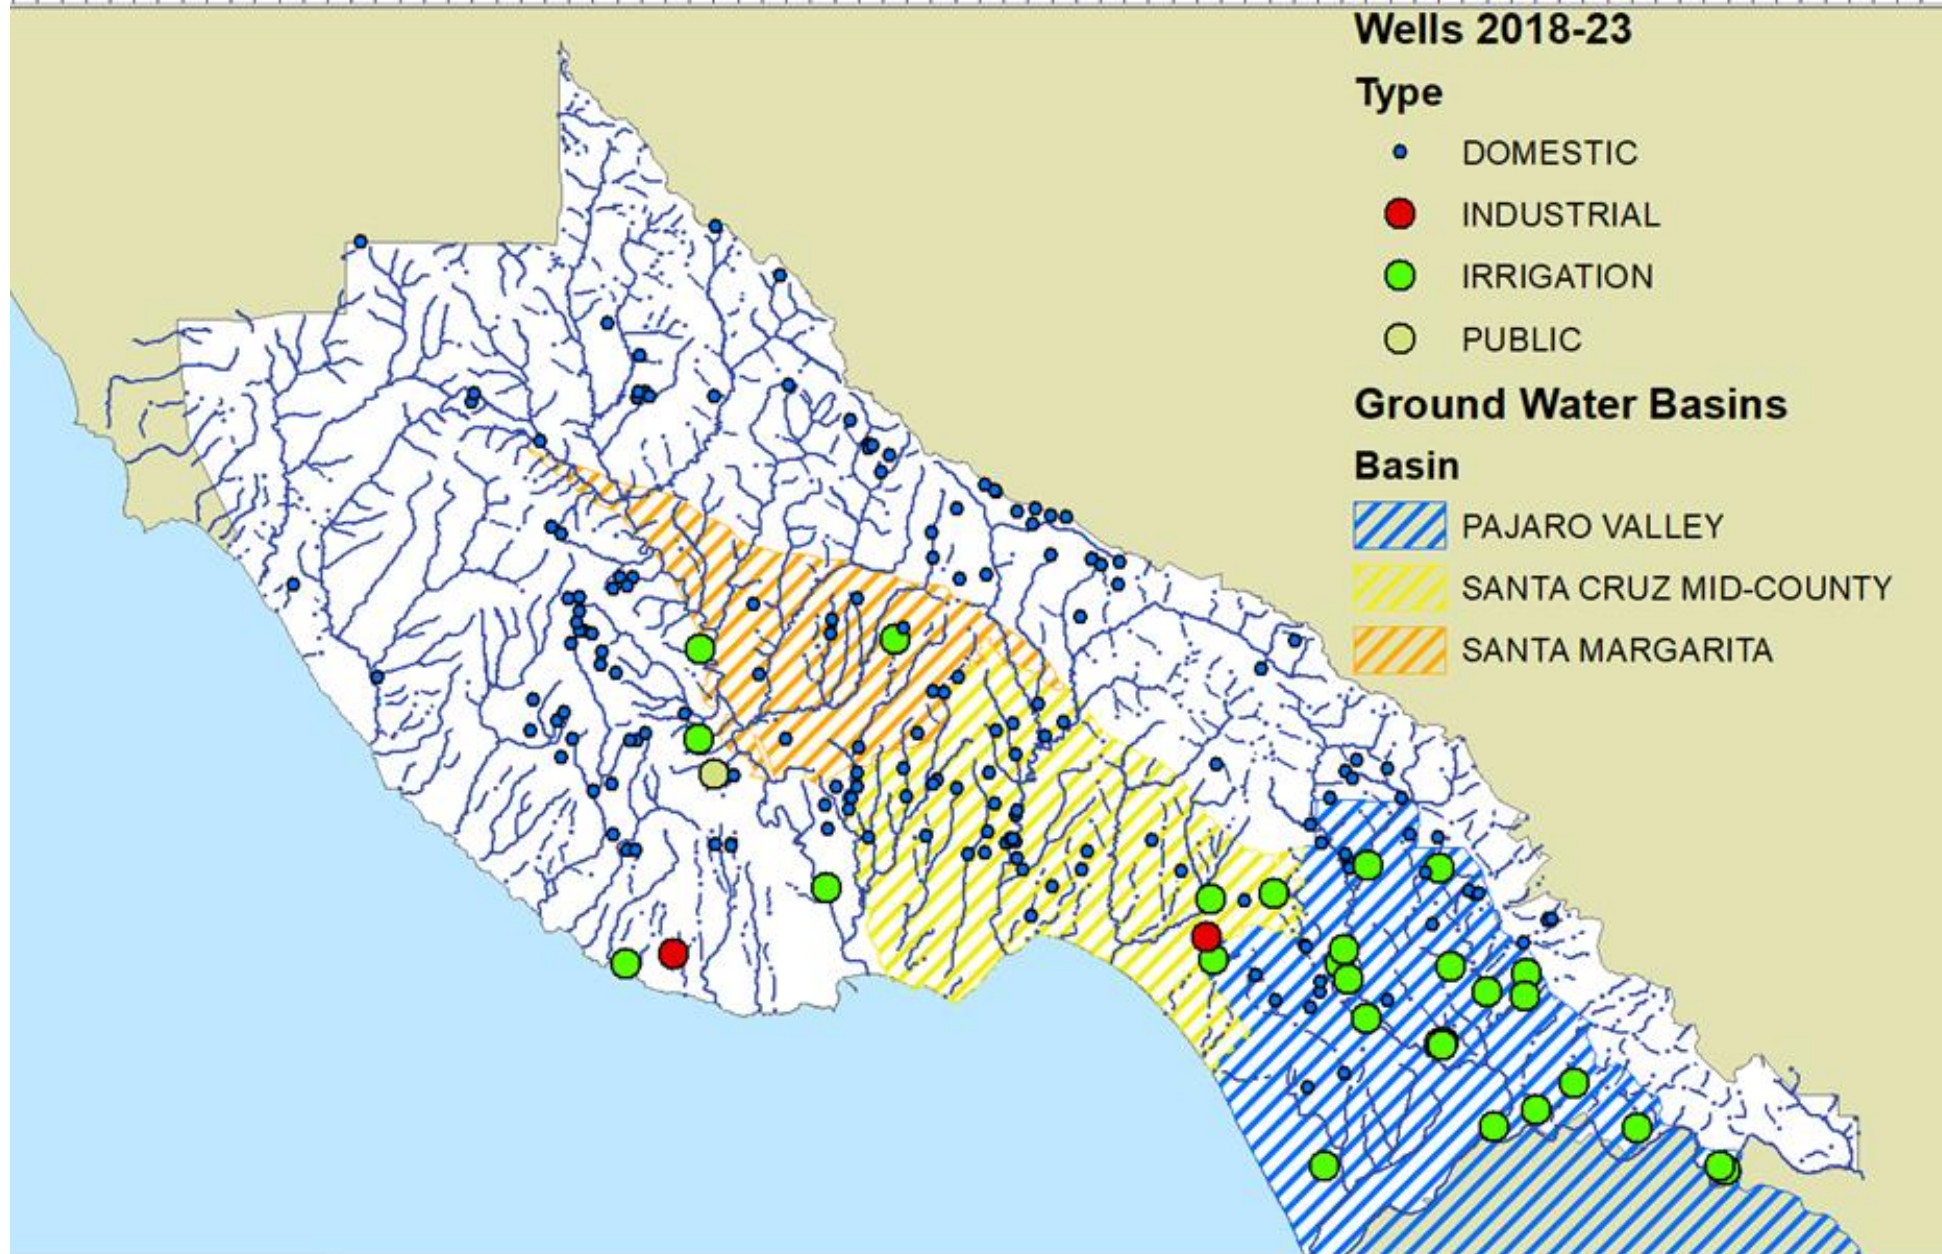 Wells 2018-23
Type
DOMESTIC
INDUSTRIAL
IRRIGATION
PUBLIC
Ground Water Basins
Basin
PAJARO VALLEY
SANTA CRUZ MID-COUNTY
SANTA MARGARITA